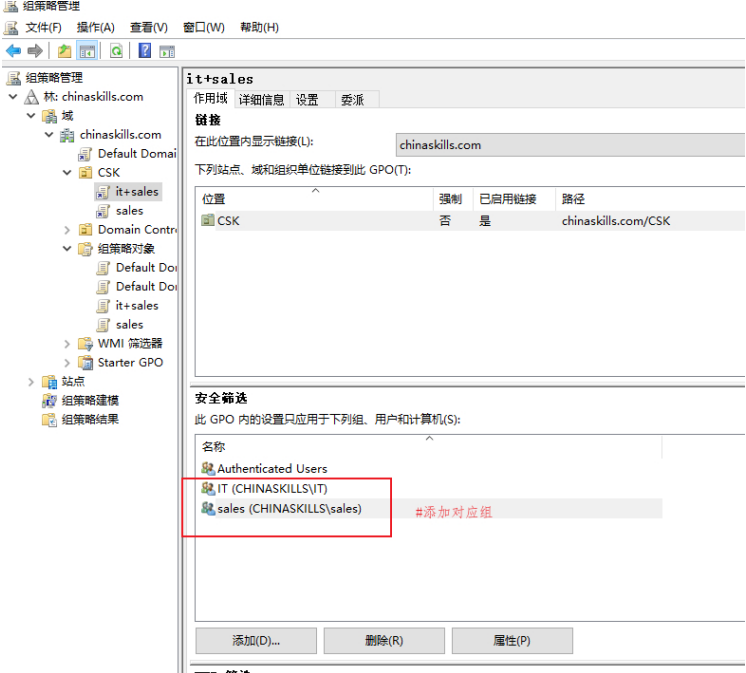 组策略管理
文件(F) 操作(A) 查看(V) 窗口(W) 帮助(H)
组策略管理
林: chinaskills.com
域
chinaskills.com
Default Domai
CSK
it+sales
sales
Domain Contr
组策略对象
Default Do
Default Do
it+sales
sales
WMI 筛选器
Starter GPO
站点
组策略建模
组策略结果
it+sales
作用域 详细信息 设置 委派
链接
在此位置内显示链接(L): chinaskills.com
下列站点、域和组织单位链接到此 GPO(T):
位置 强制 已启用链接 路径
CSK 否 是 chinaskills.com/CSK
安全筛选
此 GPO 内的设置只应用于下列组、用户和计算机(S):
名称
Authenticated Users
IT (CHINASKILLS\IT)
sales (CHINASKILLS\sales) #添加对应组
添加(D)... 删除(R) 属性(P)